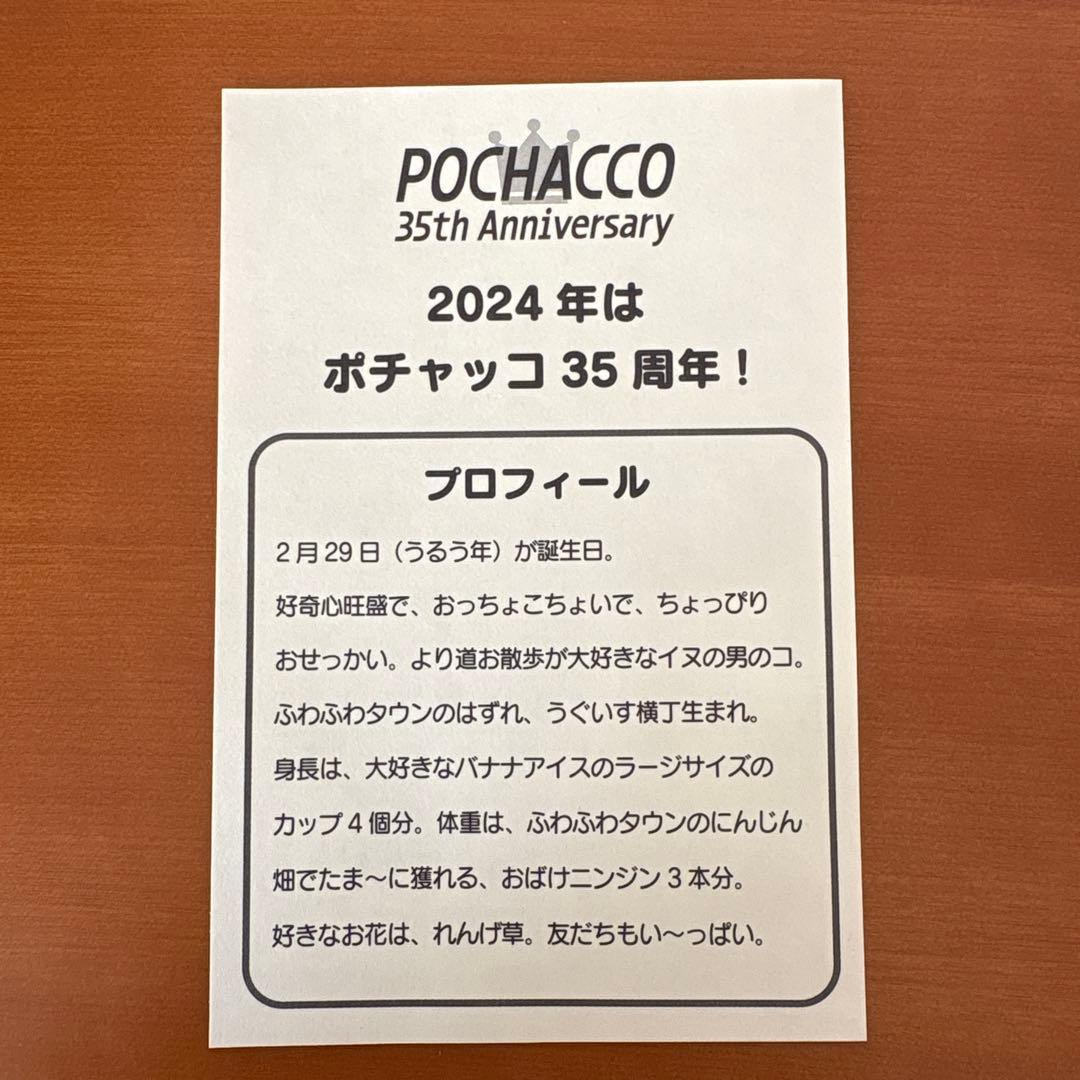 POCHACCO
35th Anniversary
2024年は
ポチャッコ 35 周年！
プロフィール
2月29日（うるう年）が誕生日。
好奇心旺盛で、おっちょこちょいで、ちょっぴり
おせっかい。より道お散歩が大好きなイヌの男のコ。
ふわふわタウンのはずれ、うぐいす横丁生まれ。
身長は、大好きなバナナアイスのラージサイズの
カップ4個分。体重は、ふわふわタウンのにんじん
畑でたま〜に獲れる、おばけニンジン3本分。
好きなお花は、れんげ草。友だちもい〜っぱい。